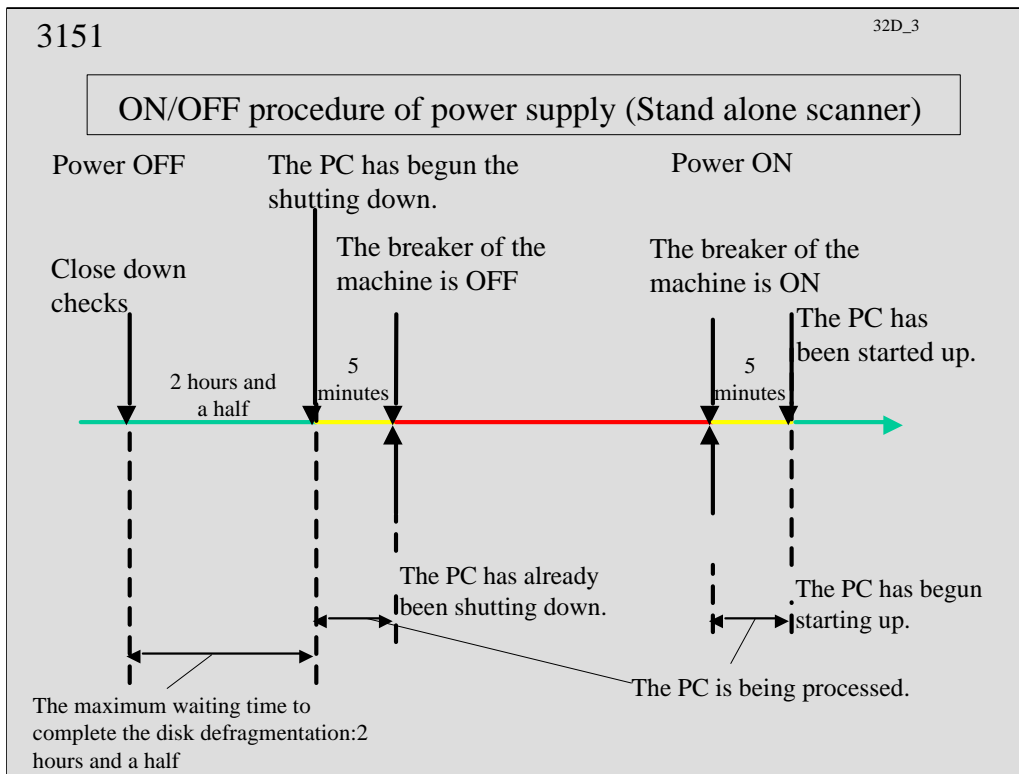 3151
32D_3
ON/OFF procedure of power supply (Stand alone scanner)
Power OFF
The PC has begun the
shutting down.
Power ON
The breaker of the
machine is OFF
The breaker of the
machine is ON
Close down
checks
The PC has
been started up.
2 hours and
a half
5
minutes
5
minutes
The PC has already
been shutting down.
The PC has begun
starting up.
The PC is being processed.
The maximum waiting time to
complete the disk defragmentation:2
hours and a half